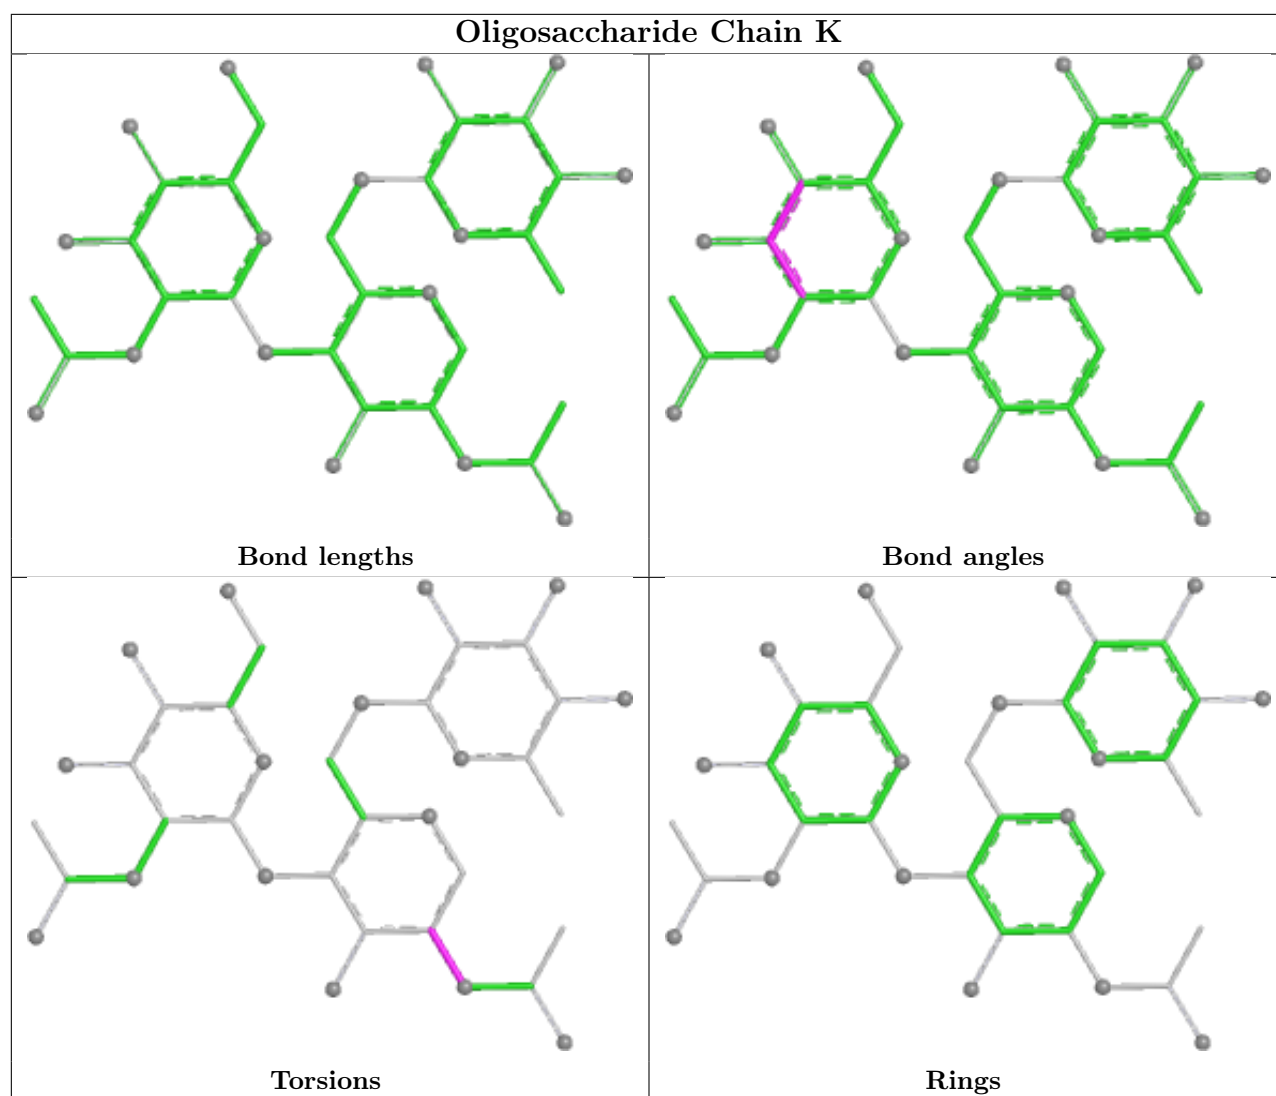 Oligosaccharide Chain K
Bond lengths
Bond angles
Torsions
Rings